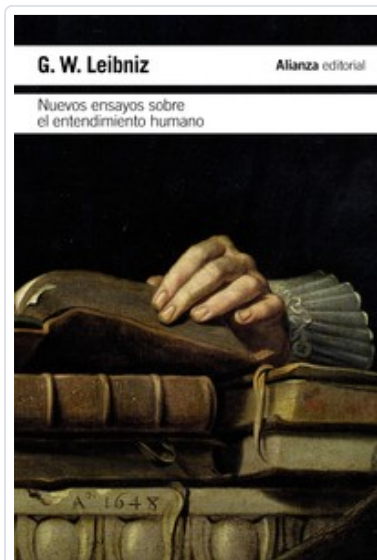 G. W. Leibniz
Alianza editorial
Nuevos ensayos sobre
el entendimiento humano
A° 1648